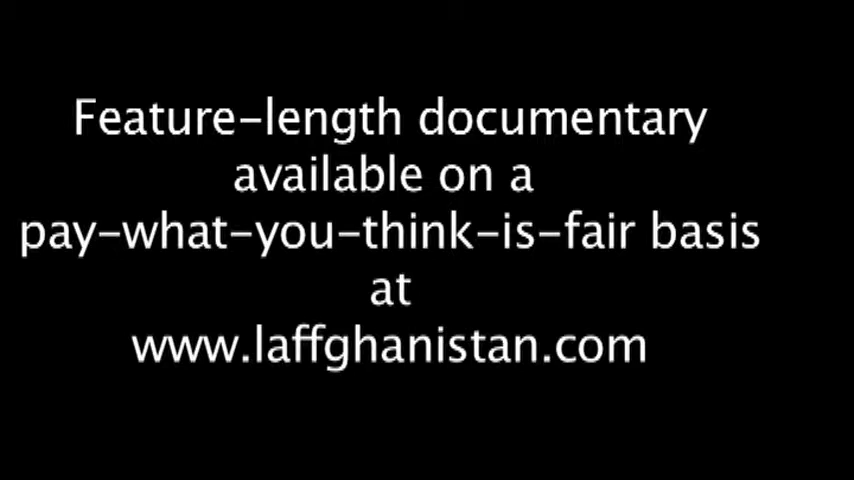 Feature-length documentary
available on a
pay-what-you-think-is-fair basis
at
www.laffghanistan.com